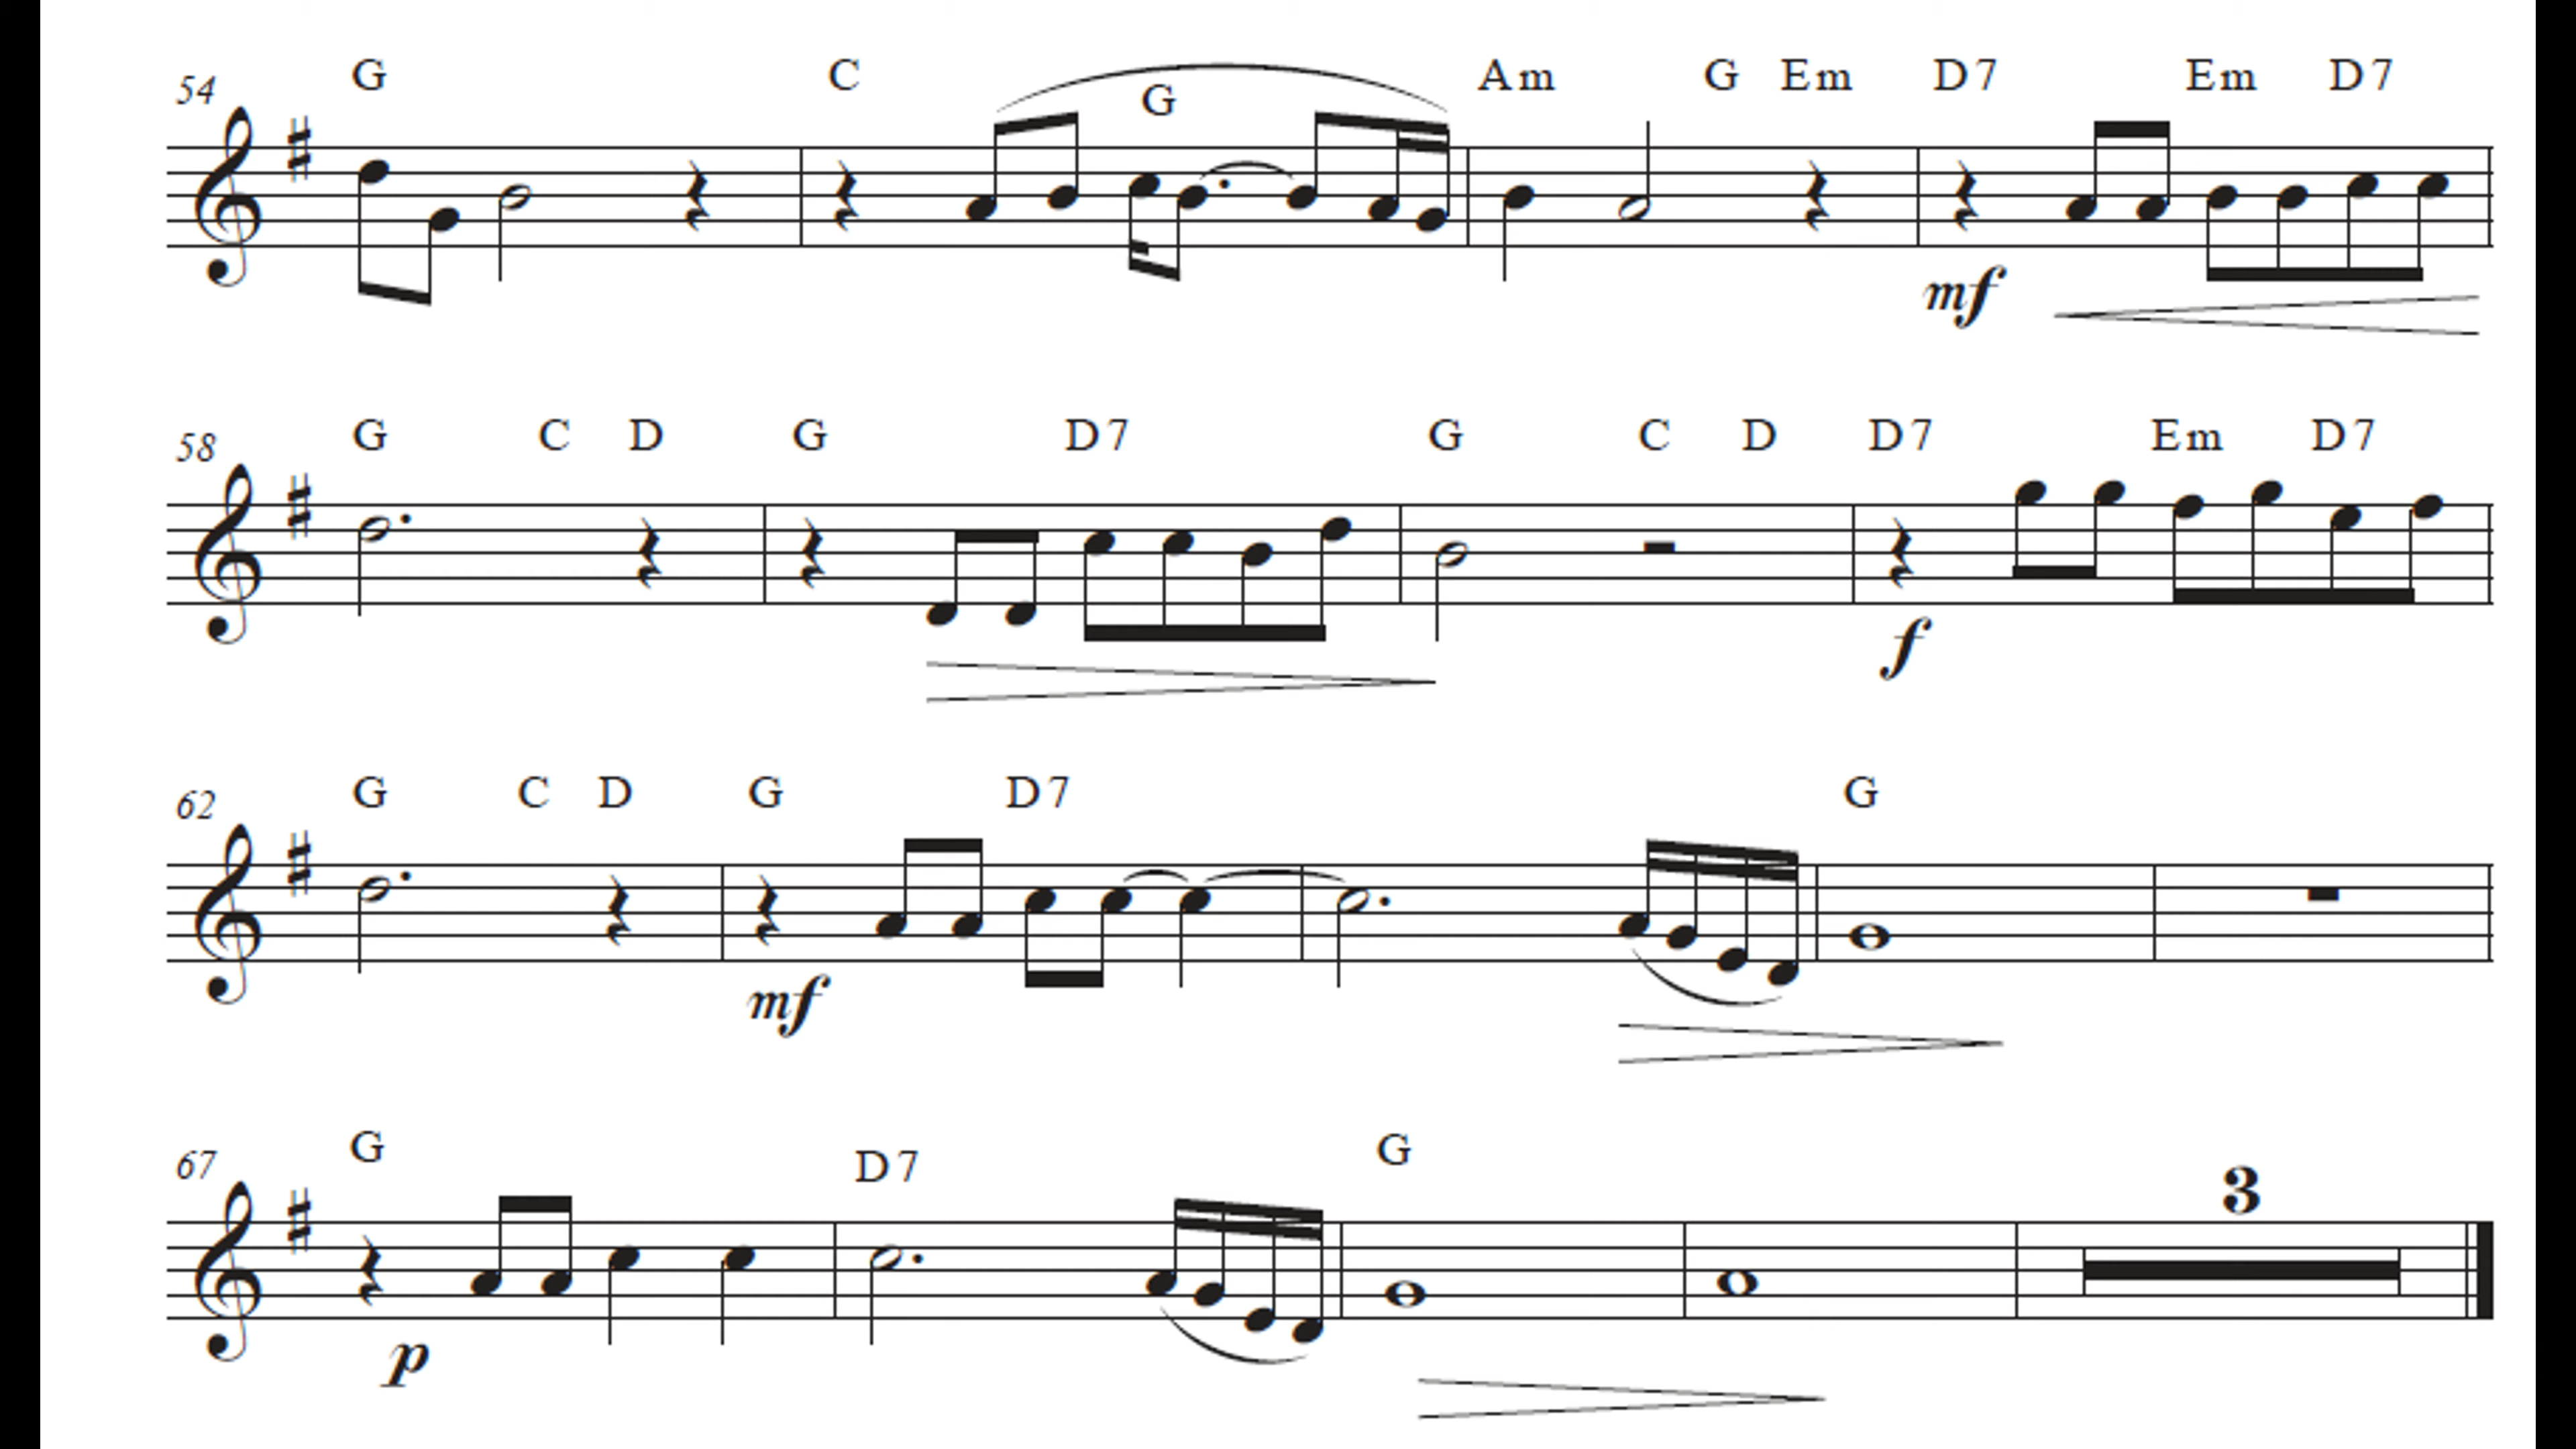 G C G Am G Em D7 Em D7
54
mf
G C D G D7 G C D D7 Em D7
58
f
G C D G D7 G
62
mf
G D7 G
67 3
p